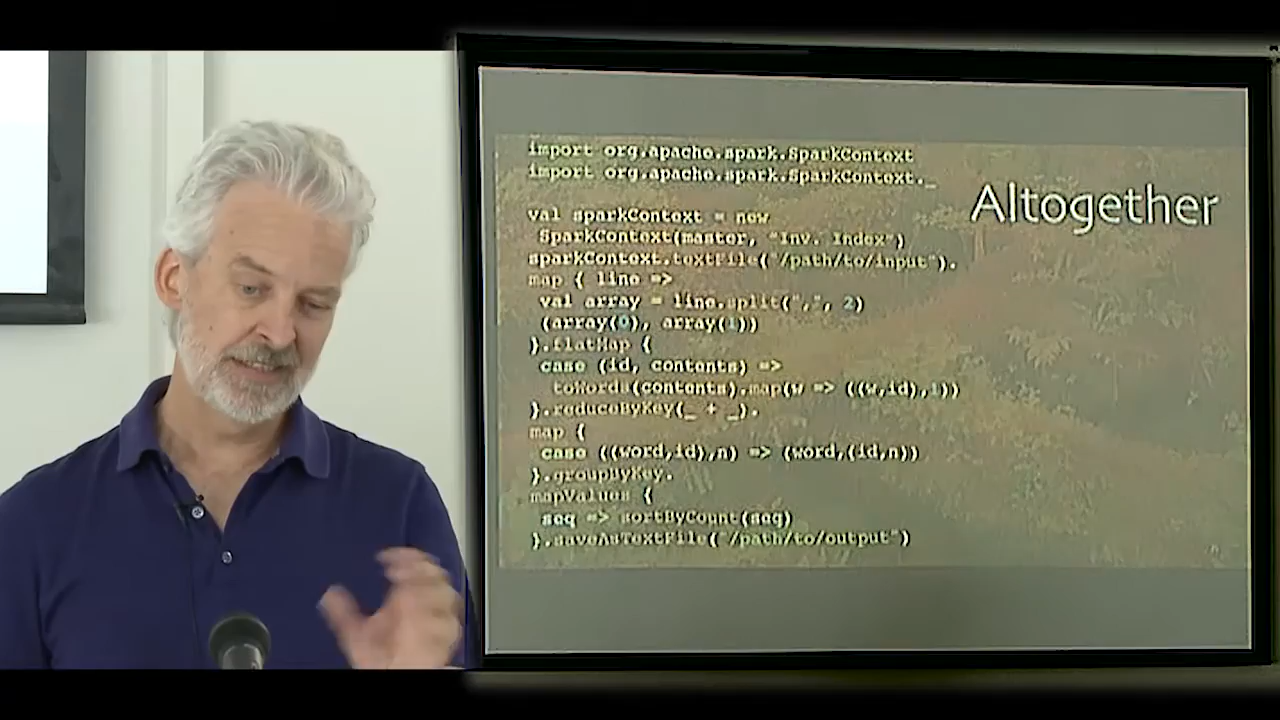 import org.apache.spark.SparkContext
import org.apache.spark.SparkContext._
Altogether
val sparkContext = new
SparkContext(master, "Inv. Index")
sparkContext.textFile("/path/to/input").
map { line =>
val array = line.split(",", 2)
(array(0), array(1))
}.flatMap {
case (id, contents) =>
toWords(contents).map(w => ((w,id),1))
}.reduceByKey(_ + _).
map {
case ((word,id),n) => (word,(id,n))
}.groupByKey.
mapValues {
seq => sortByCount(seq)
}.saveAsTextFile("/path/to/output")